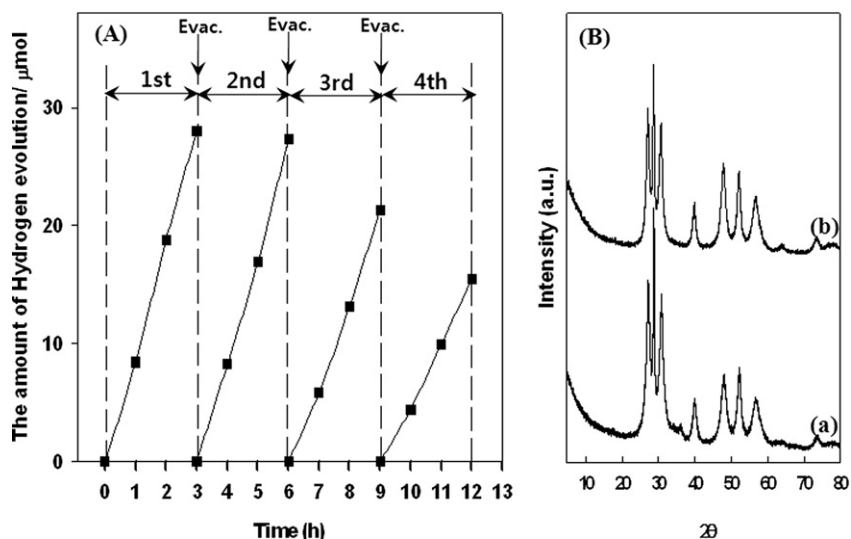 (A)
Evac.
Evac.
Evac.
1st
2nd
3rd
4th
The amount of Hydrogen evolution/ μmol
30
20
10
0
0 1 2 3 4 5 6 7 8 9 10 11 12 13
Time (h)
(B)
Intensity (a.u.)
(b)
(a)
10 20 30 40 50 60 70 80
2θ